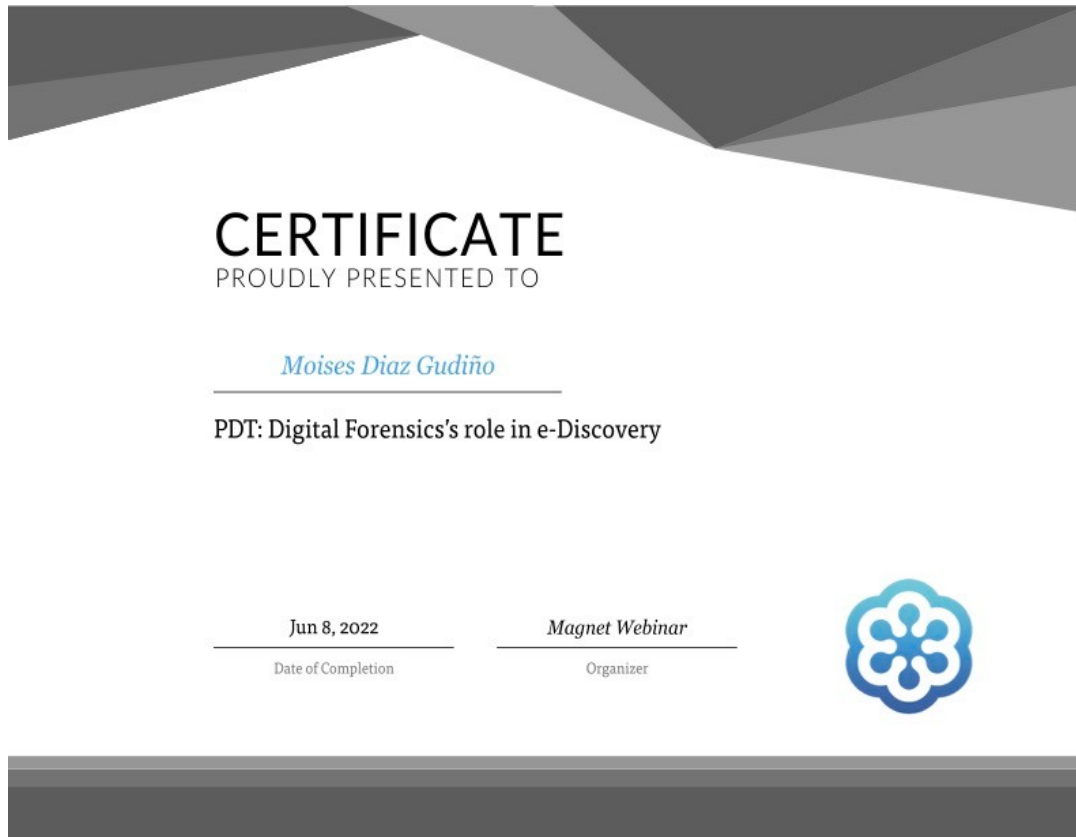 CERTIFICATE
PROUDLY PRESENTED TO
Moises Diaz Gudiño
PDT: Digital Forensics’s role in e-Discovery
Jun 8, 2022
Magnet Webinar
Date of Completion
Organizer